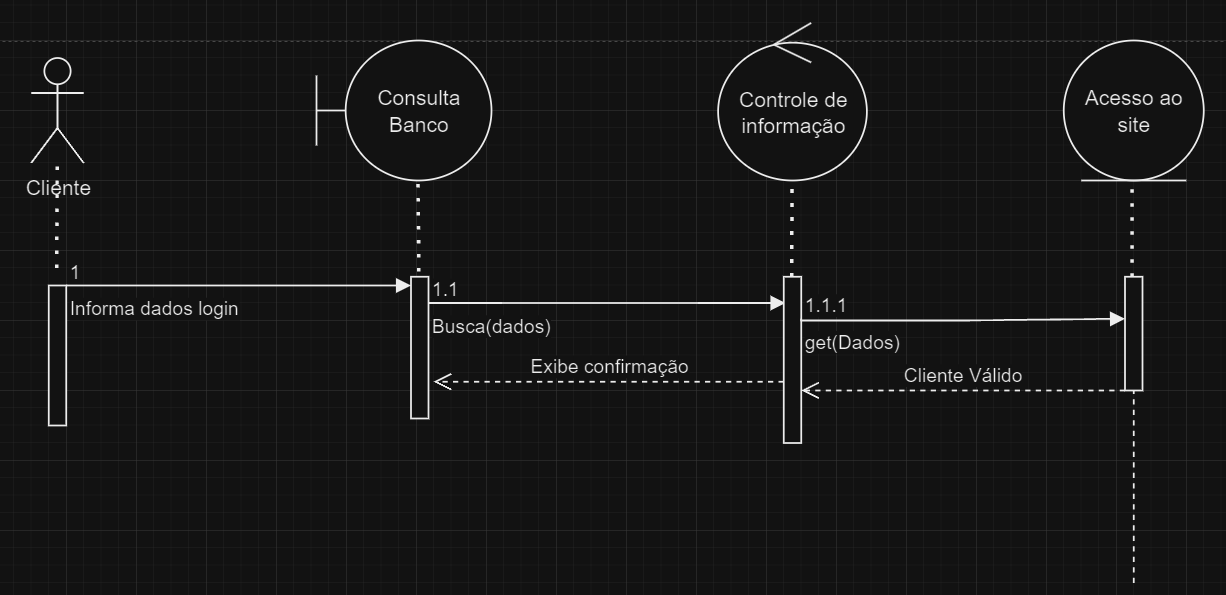 Consulta
Banco
Controle de
informação
Acesso ao
site
Cliente
1
Informa dados login
1.1
Busca(dados)
1.1.1
get(Dados)
Exibe confirmação
Cliente Válido